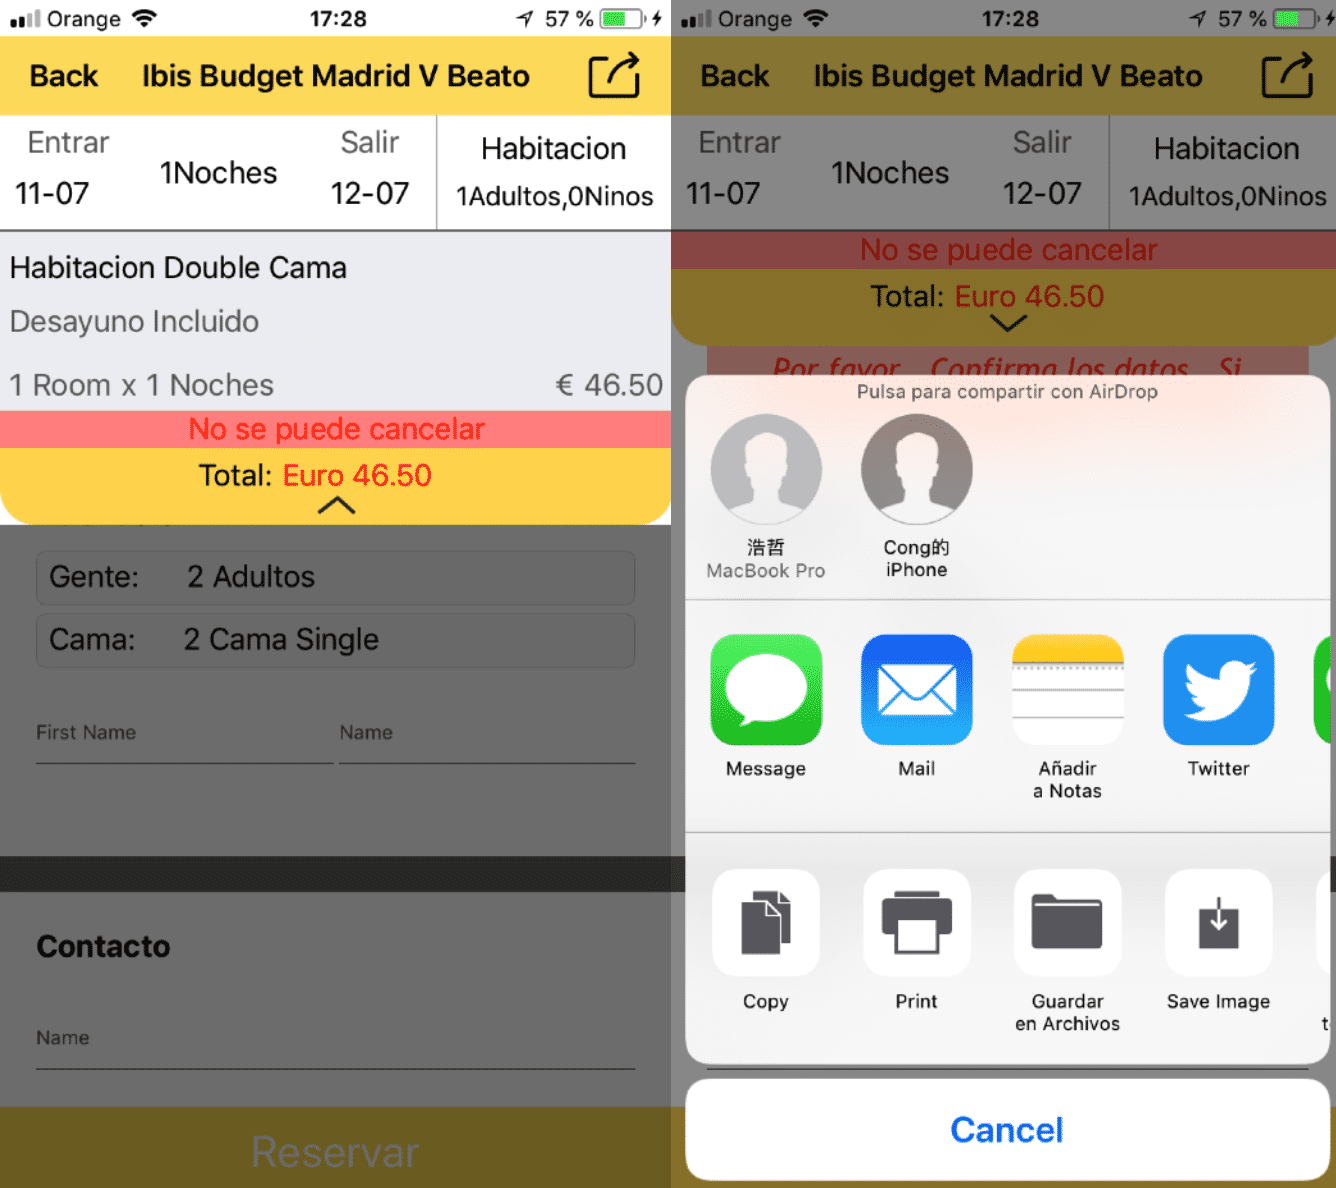 Orange 17:28 57 %
Back Ibis Budget Madrid V Beato
Entrar Salir Habitacion
1Noches
11-07 12-07 1Adultos,0Ninos
Habitacion Double Cama
Desayuno Incluido
1 Room x 1 Noches € 46.50
No se puede cancelar
Total: Euro 46.50
Gente: 2 Adultos
Cama: 2 Cama Single
First Name Name
Contacto
Name
Reservar
Orange 17:28 57 %
Back Ibis Budget Madrid V Beato
Entrar Salir Habitacion
1Noches
11-07 12-07 1Adultos,0Ninos
No se puede cancelar
Total: Euro 46.50
Por favor, Confirma los datos, Si
Pulsa para compartir con AirDrop
浩哲 Cong的
MacBook Pro iPhone
Message Mail Añadir Twitter
a Notas
Copy Print Guardar Save Image
en Archivos
Cancel